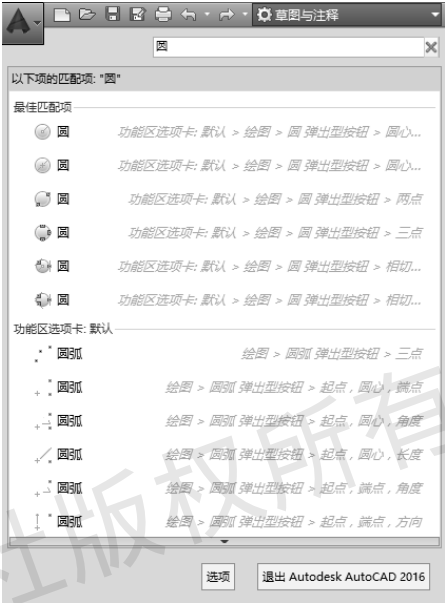 草图与注释
圆
以下项的匹配项: "圆"
最佳匹配项
圆 功能区选项卡: 默认 > 绘图 > 圆 弹出型按钮 > 圆心...
圆 功能区选项卡: 默认 > 绘图 > 圆 弹出型按钮 > 圆心...
圆 功能区选项卡: 默认 > 绘图 > 圆 弹出型按钮 > 两点
圆 功能区选项卡: 默认 > 绘图 > 圆 弹出型按钮 > 三点
圆 功能区选项卡: 默认 > 绘图 > 圆 弹出型按钮 > 相切...
圆 功能区选项卡: 默认 > 绘图 > 圆 弹出型按钮 > 相切...
功能区选项卡: 默认
圆弧 绘图 > 圆弧 弹出型按钮 > 三点
圆弧 绘图 > 圆弧 弹出型按钮 > 起点 , 圆心 , 端点
圆弧 绘图 > 圆弧 弹出型按钮 > 起点 , 圆心 , 角度
圆弧 绘图 > 圆弧 弹出型按钮 > 起点 , 圆心 , 长度
圆弧 绘图 > 圆弧 弹出型按钮 > 起点 , 端点 , 角度
圆弧 绘图 > 圆弧 弹出型按钮 > 起点 , 端点 , 方向
选项 退出 Autodesk AutoCAD 2016
社版权所有